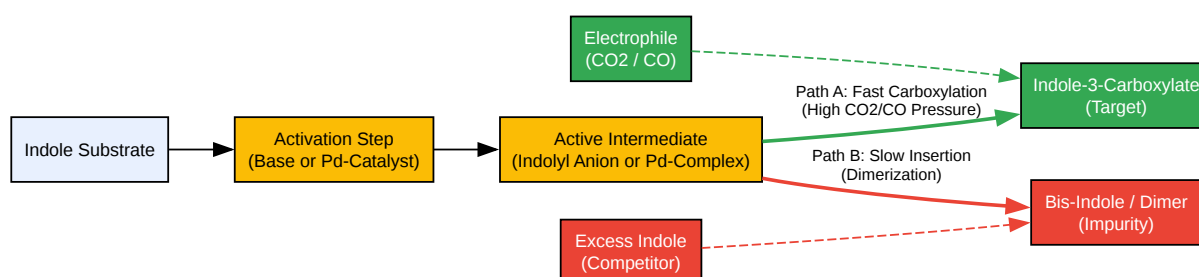 Electrophile
(CO2 / CO)
Indole-3-Carboxylate
(Target)
Path A: Fast Carboxylation
(High CO2/CO Pressure)
Indole Substrate
Activation Step
(Base or Pd-Catalyst)
Active Intermediate
(Indolyl Anion or Pd-Complex)
Path B: Slow Insertion
(Dimerization)
Bis-Indole / Dimer
(Impurity)
Excess Indole
(Competitor)